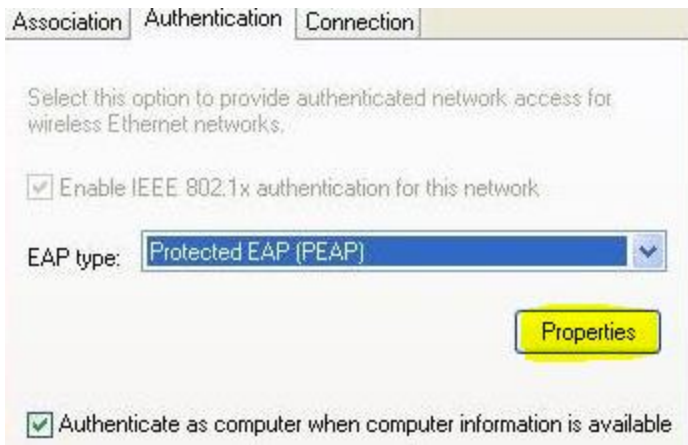 Association Authentication Connection
Select this option to provide authenticated network access for
wireless Ethernet networks.
Enable IEEE 802.1x authentication for this network
EAP type: Protected EAP (PEAP)
Properties
Authenticate as computer when computer information is available